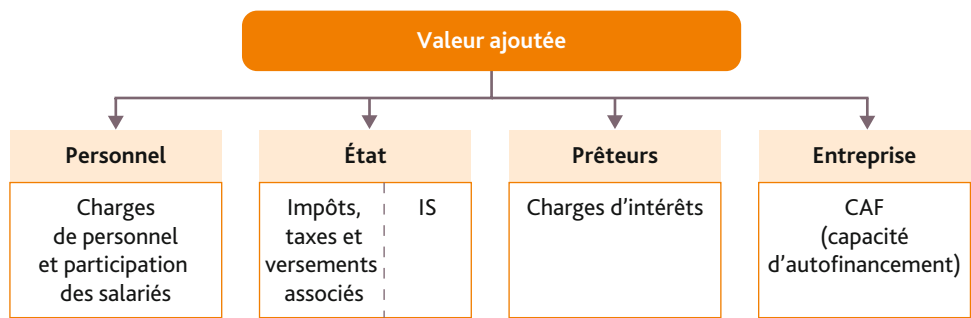 Valeur ajoutée
Personnel
Charges
de personnel
et participation
des salariés
État
Impôts,
taxes et
versements
associés
IS
Prêteurs
Charges d'intérêts
Entreprise
CAF
(capacité
d'autofinancement)